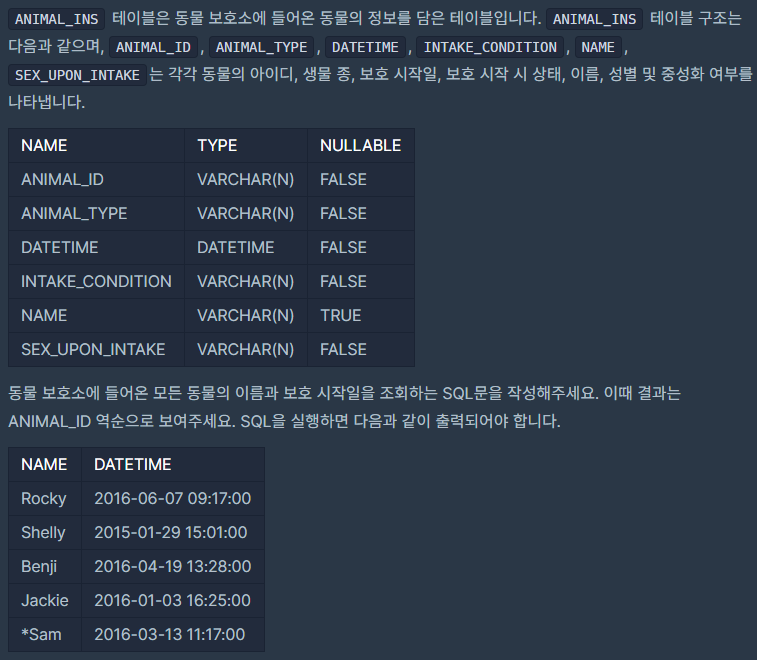 ANIMAL_INS 테이블은 동물 보호소에 들어온 동물의 정보를 담은 테이블입니다. ANIMAL_INS 테이블 구조는
다음과 같으며, ANIMAL_ID , ANIMAL_TYPE , DATETIME , INTAKE_CONDITION , NAME ,
SEX_UPON_INTAKE 는 각각 동물의 아이디, 생물 종, 보호 시작일, 보호 시작 시 상태, 이름, 성별 및 중성화 여부를
나타냅니다.
NAME TYPE NULLABLE
ANIMAL_ID VARCHAR(N) FALSE
ANIMAL_TYPE VARCHAR(N) FALSE
DATETIME DATETIME FALSE
INTAKE_CONDITION VARCHAR(N) FALSE
NAME VARCHAR(N) TRUE
SEX_UPON_INTAKE VARCHAR(N) FALSE
동물 보호소에 들어온 모든 동물의 이름과 보호 시작일을 조회하는 SQL문을 작성해주세요. 이때 결과는
ANIMAL_ID 역순으로 보여주세요. SQL을 실행하면 다음과 같이 출력되어야 합니다.
NAME DATETIME
Rocky 2016-06-07 09:17:00
Shelly 2015-01-29 15:01:00
Benji 2016-04-19 13:28:00
Jackie 2016-01-03 16:25:00
*Sam 2016-03-13 11:17:00